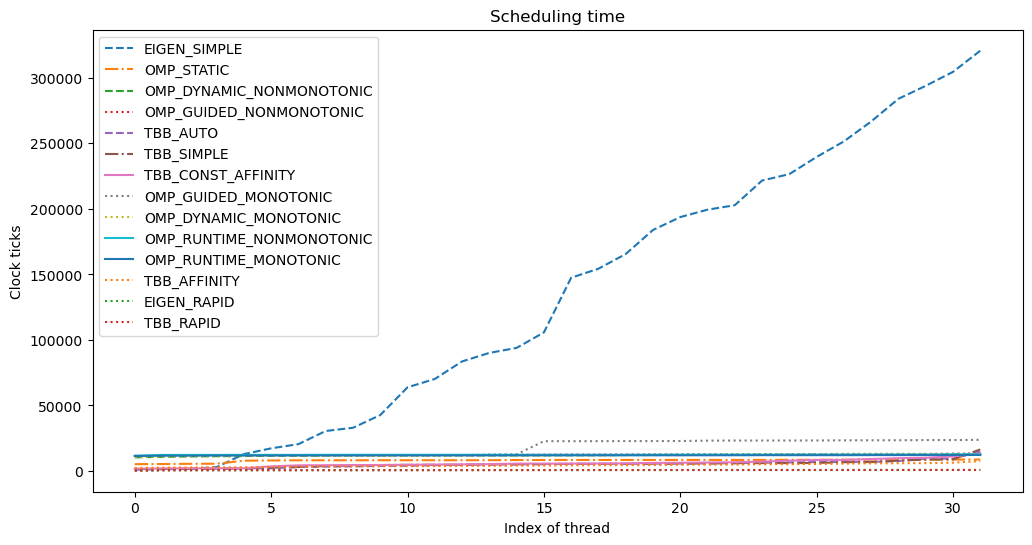 Scheduling time
EIGEN_SIMPLE
OMP_STATIC
OMP_DYNAMIC_NONMONOTONIC
OMP_GUIDED_NONMONOTONIC
TBB_AUTO
TBB_SIMPLE
TBB_CONST_AFFINITY
OMP_GUIDED_MONOTONIC
OMP_DYNAMIC_MONOTONIC
OMP_RUNTIME_NONMONOTONIC
OMP_RUNTIME_MONOTONIC
TBB_AFFINITY
EIGEN_RAPID
TBB_RAPID
Clock ticks
300000
250000
200000
150000
100000
50000
0
0 5 10 15 20 25 30
Index of thread